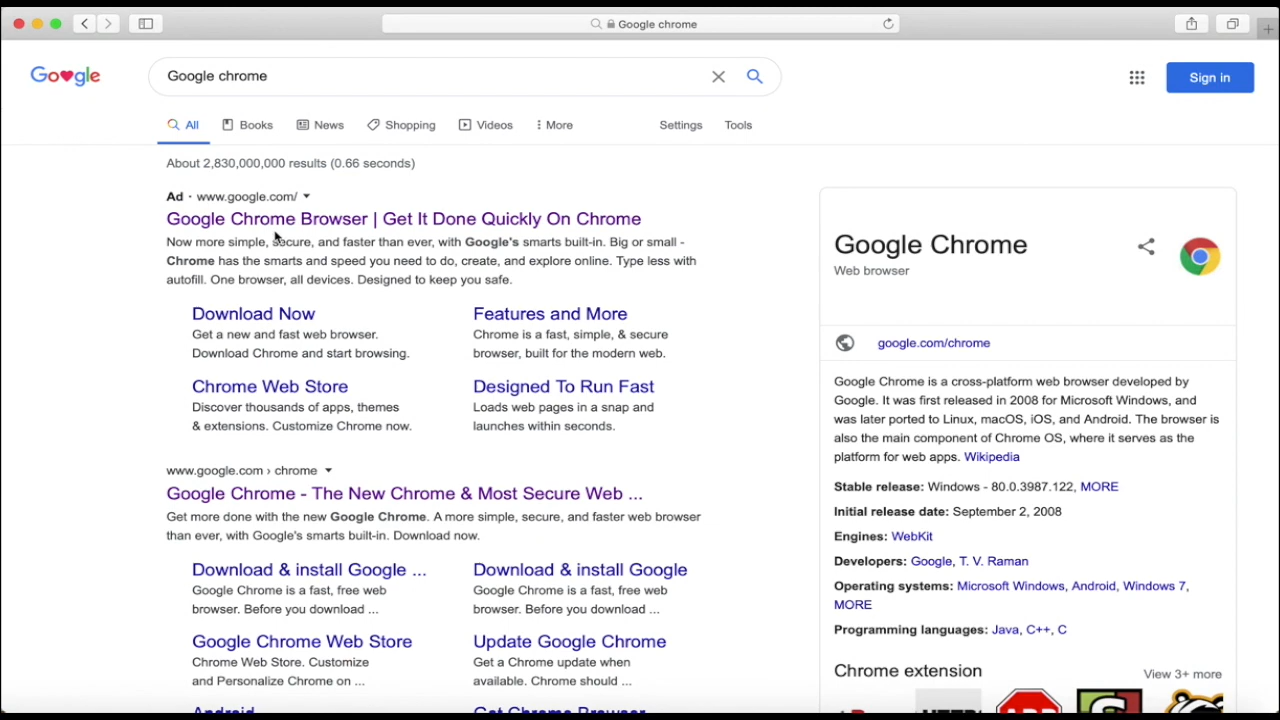 Google chrome
Google
Google chrome
Sign in
All
Books
News
Shopping
Videos
More
Settings
Tools
About 2,830,000,000 results (0.66 seconds)
Ad · www.google.com/
Google Chrome Browser | Get It Done Quickly On Chrome
Now more simple, secure, and faster than ever, with Google's smarts built-in. Big or small -
Chrome has the smarts and speed you need to do, create, and explore online. Type less with
autofill. One browser, all devices. Designed to keep you safe.
Download Now
Get a new and fast web browser.
Download Chrome and start browsing.
Features and More
Chrome is a fast, simple, & secure
browser, built for the modern web.
Chrome Web Store
Discover thousands of apps, themes
& extensions. Customize Chrome now.
Designed To Run Fast
Loads web pages in a snap and
launches within seconds.
www.google.com › chrome
Google Chrome - The New Chrome & Most Secure Web ...
Get more done with the new Google Chrome. A more simple, secure, and faster web browser
than ever, with Google's smarts built-in. Download now.
Download & install Google ...
Google Chrome is a fast, free web
browser. Before you download ...
Download & install Google
Google Chrome is a fast, free web
browser. Before you download ...
Google Chrome Web Store
Chrome Web Store. Customize
and Personalize Chrome on ...
Update Google Chrome
Get a Chrome update when
available. Chrome should ...
Android
Get Chrome Browser
Google Chrome
Web browser
google.com/chrome
Google Chrome is a cross-platform web browser developed by
Google. It was first released in 2008 for Microsoft Windows, and
was later ported to Linux, macOS, iOS, and Android. The browser is
also the main component of Chrome OS, where it serves as the
platform for web apps. Wikipedia
Stable release: Windows - 80.0.3987.122, MORE
Initial release date: September 2, 2008
Engines: WebKit
Developers: Google, T. V. Raman
Operating systems: Microsoft Windows, Android, Windows 7,
MORE
Programming languages: Java, C++, C
Chrome extension
View 3+ more